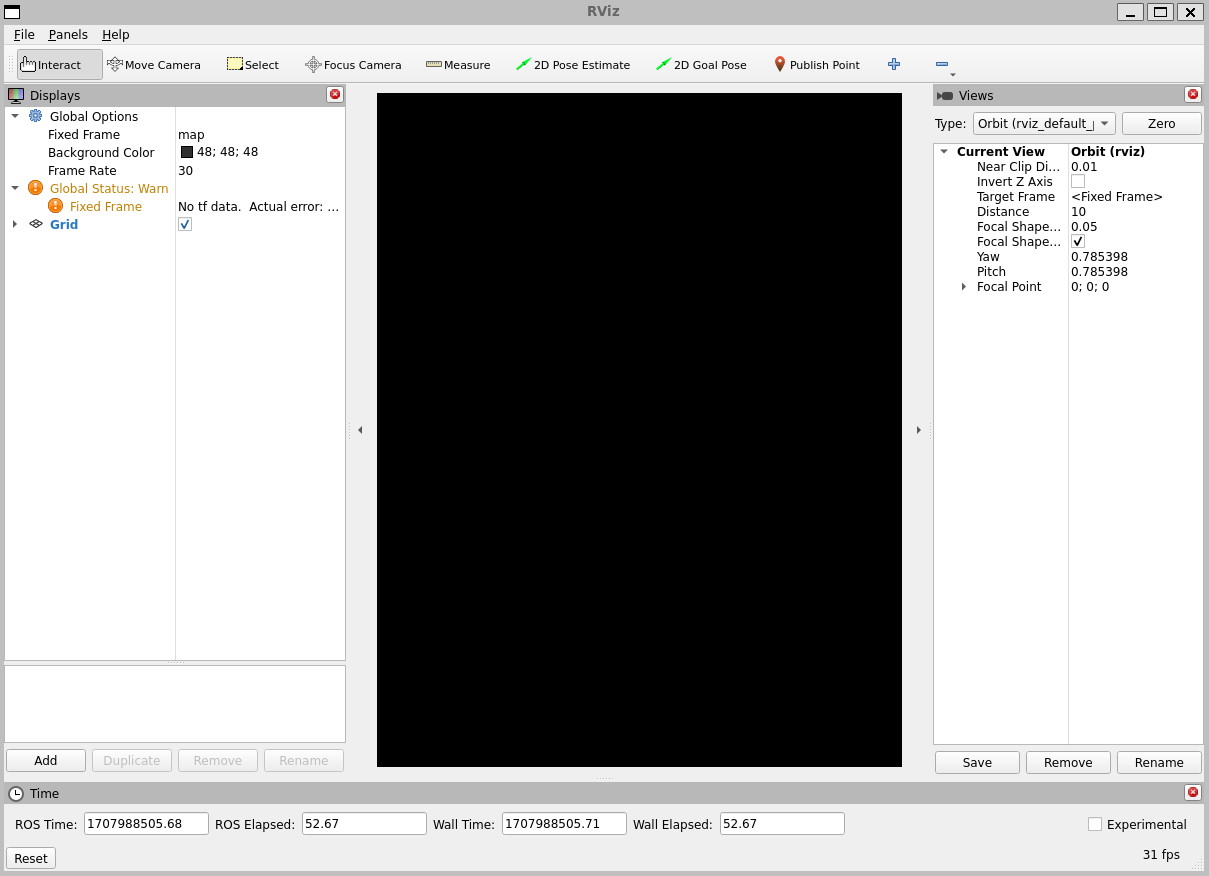 RViz
File Panels Help
Interact Move Camera Select Focus Camera Measure 2D Pose Estimate 2D Goal Pose Publish Point
Displays
Global Options
Fixed Frame map
Background Color 48; 48; 48
Frame Rate 30
Global Status: Warn
Fixed Frame No tf data. Actual error: ...
Grid
Add Duplicate Remove Rename
Views
Type: Orbit (rviz_default_ Zero
Current View Orbit (rviz)
Near Clip Di... 0.01
Invert Z Axis
Target Frame <Fixed Frame>
Distance 10
Focal Shape... 0.05
Focal Shape...
Yaw 0.785398
Pitch 0.785398
Focal Point 0; 0; 0
Save Remove Rename
Time
ROS Time: 1707988505.68 ROS Elapsed: 52.67 Wall Time: 1707988505.71 Wall Elapsed: 52.67 Experimental
Reset 31 fps